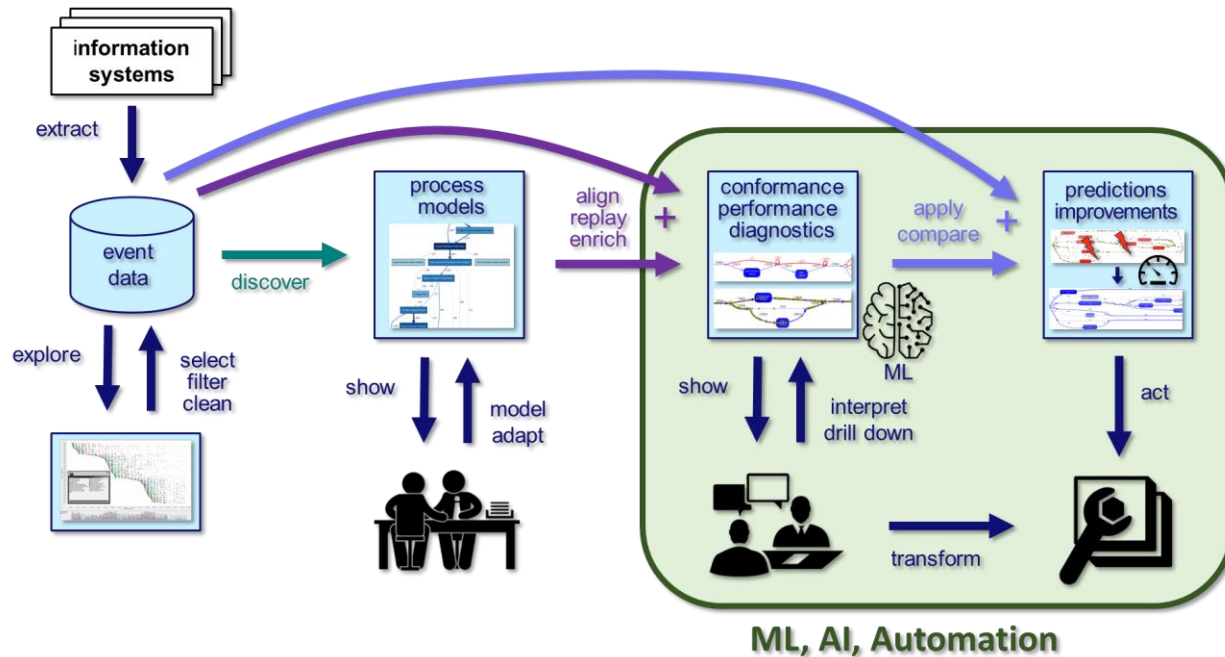 information
systems
extract
event
data
explore
select
filter
clean
discover
process
models
show
model
adapt
align
replay
enrich
+
conformance
performance
diagnostics
ML
show
interpret
drill down
apply
compare
+
predictions
improvements
act
transform
ML, AI, Automation